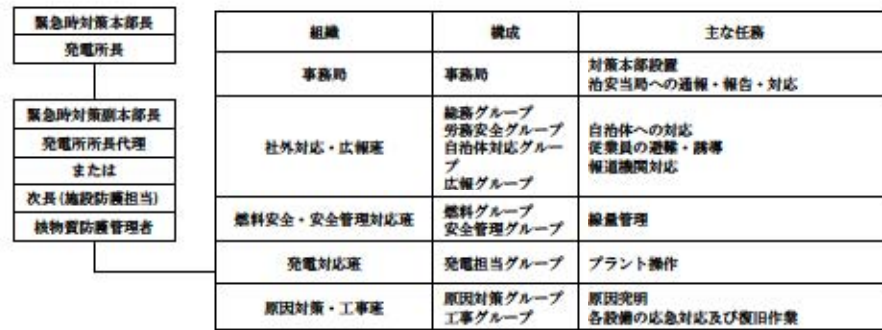 緊急時対策本部長
発電所長
緊急時対策副本部長
発電所所長代理
または
次長(施設防護担当)
核物質防護管理者
組織
構成
主な任務
事務局
事務局
対策本部設置
治安当局への通報・報告・対応
社外対応・広報班
総務グループ
労務安全グループ
自治体対応グルー
プ
広報グループ
自治体への対応
従業員の避難・誘導
報道機関対応
燃料安全・安全管理対応班
燃料グループ
安全管理グループ
線量管理
発電対応班
発電担当グループ
プラント操作
原因対策・工事班
原因対策グループ
工事グループ
原因究明
各設備の応急対応及び復旧作業